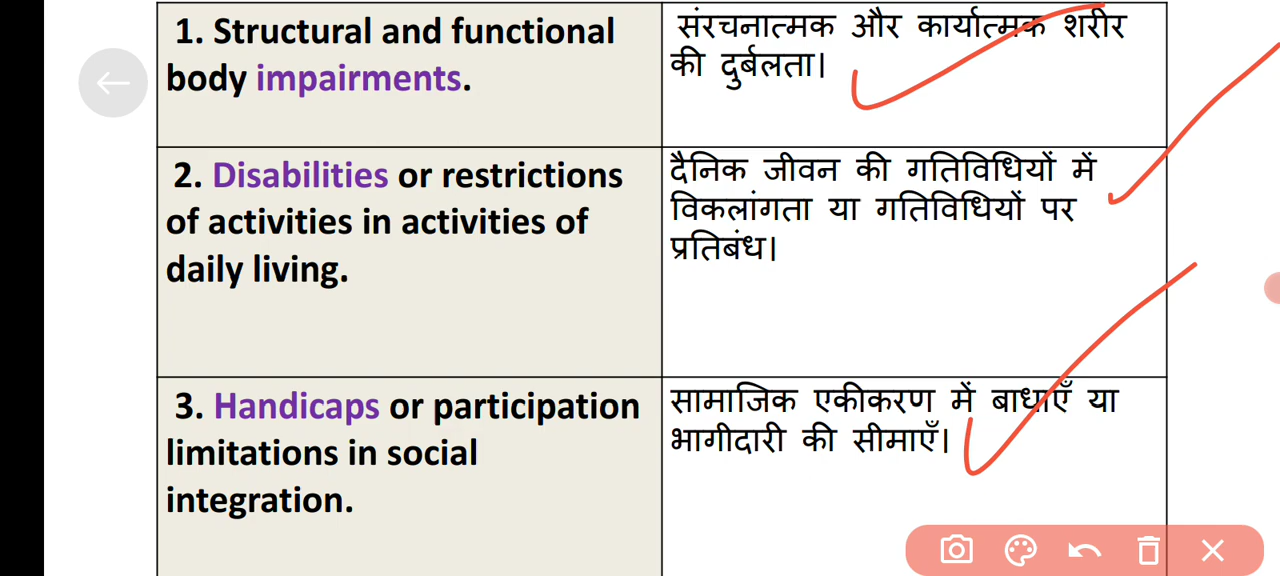 1. Structural and functional
body impairments.
संरचनात्मक और कार्यात्मक शरीर
की दुर्बलता।
2. Disabilities or restrictions
of activities in activities of
daily living.
दैनिक जीवन की गतिविधियों में
विकलांगता या गतिविधियों पर
प्रतिबंध।
3. Handicaps or participation
limitations in social
integration.
सामाजिक एकीकरण में बाधाएँ या
भागीदारी की सीमाएँ।